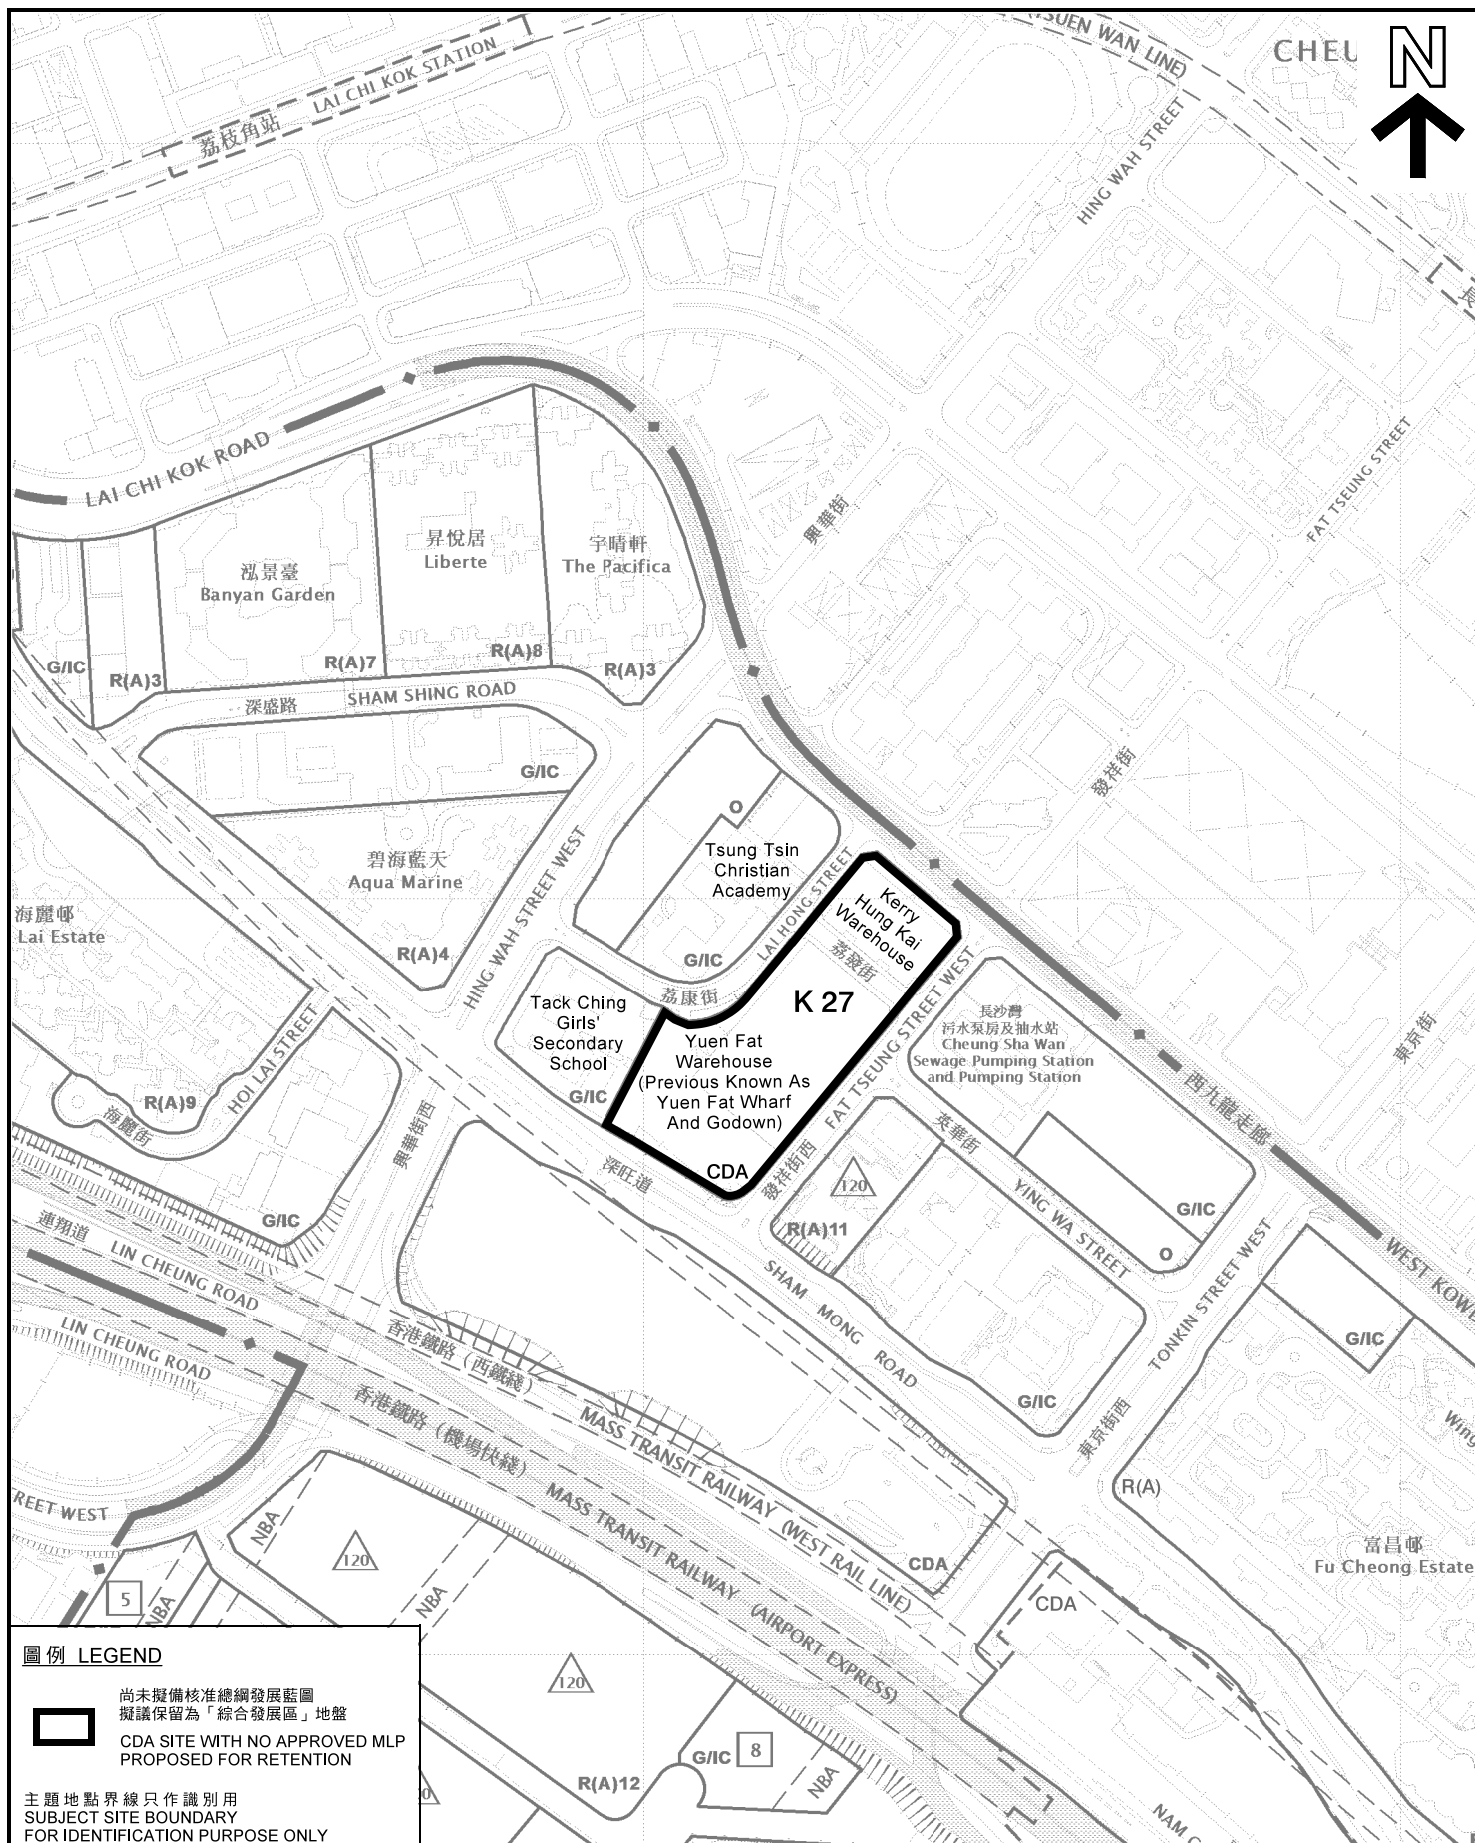 (TSUEN WAN LINE)
CHEU
N
LAI CHI KOK STATION
荔枝角站
HING WAH STREET
長
LAI CHI KOK ROAD
FAT TSEUNG STREET
興華街
昇悅居
Liberte
宇晴軒
The Pacifica
泓景臺
Banyan Garden
G/IC
R(A)3
R(A)7
R(A)8
R(A)3
深盛路
SHAM SHING ROAD
發祥街
G/IC
O
碧海藍天
Aqua Marine
R(A)4
HING WAH STREET WEST
Tsung Tsin
Christian
Academy
LAI HONG STREET
G/IC
荔康街
海麗邨
Lai Estate
Kerry
Hung Kai
Warehouse
荔發街
K 27
Tack Ching
Girls'
Secondary
School
G/IC
Yuen Fat
Warehouse
(Previous Known As
Yuen Fat Wharf
And Godown)
CDA
FAT TSEUNG STREET WEST
發祥街西
長沙灣
污水泵房及抽水站
Cheung Sha Wan
Sewage Pumping Station
and Pumping Station
東京街
西九龍走廊
WEST KOWL
HOI LAI STREET
R(A)9
海麗街
興華街西
G/IC
深旺道
120
R(A)11
英華街
YING WA STREET
G/IC
O
TONKIN STREET WEST
G/IC
連翔道
LIN CHEUNG ROAD
LIN CHEUNG ROAD
SHAM MONG ROAD
香港鐵路（西鐵綫）
MASS TRANSIT RAILWAY (WEST RAIL LINE)
香港鐵路（機場快綫）
MASS TRANSIT RAILWAY (AIRPORT EXPRESS)
G/IC
東京街西
Wing
R(A)
富昌邨
Fu Cheong Estate
CDA
CDA
REET WEST
NBA
120
5
NBA
NBA
120
R(A)12
G/IC
8
NBA
NAM C
圖例 LEGEND
尚未擬備核准總綱發展藍圖
擬議保留為「綜合發展區」地盤
CDA SITE WITH NO APPROVED MLP
PROPOSED FOR RETENTION
主題地點界線只作識別用
SUBJECT SITE BOUNDARY
FOR IDENTIFICATION PURPOSE ONLY